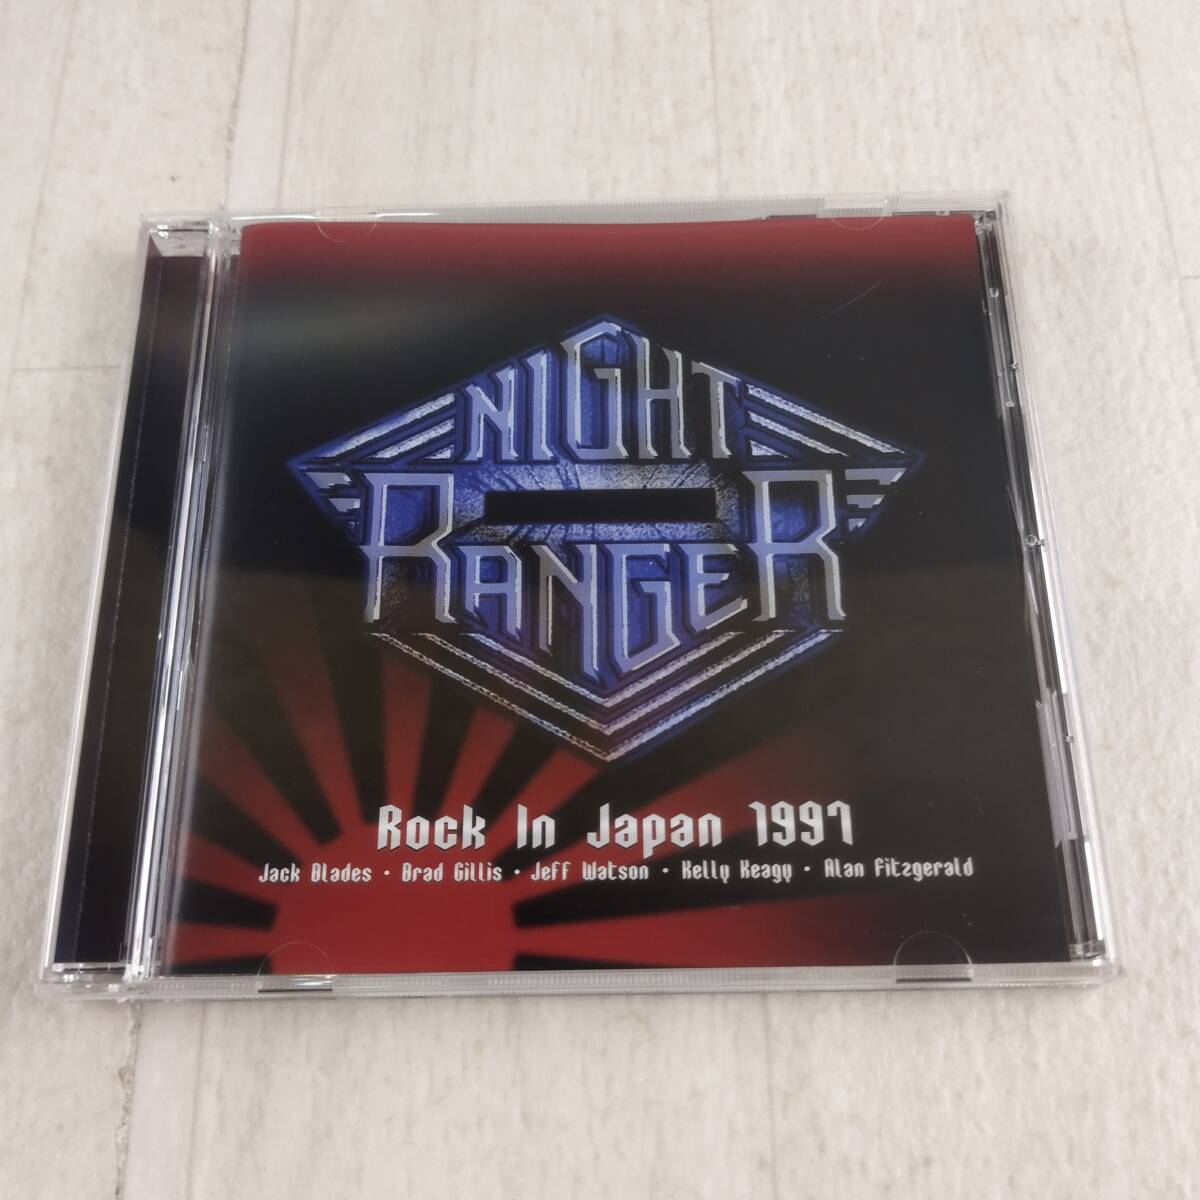 NIGHT
RANGER
Rock In Japan 1997
Jack Blades • Brad Gillis • Jeff Watson • Kelly Keagy • Alan Fitzgerald